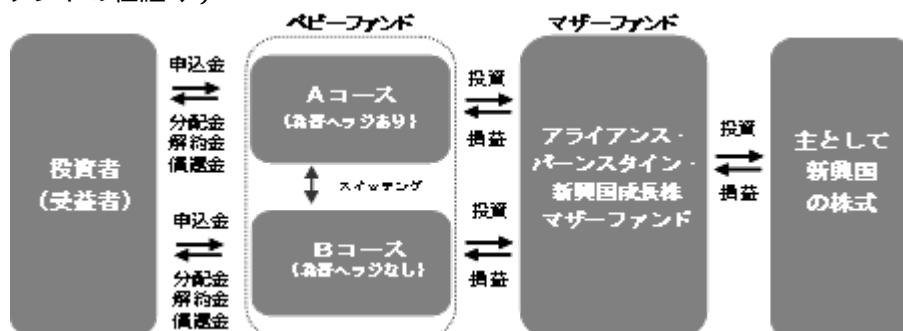 ベビーファンド
マザーファンド
投資者
(受益者)
申込金
分配金
解約金
償還金
Aコース
(為替ヘッジあり)
スイッチング
申込金
分配金
解約金
償還金
Bコース
(為替ヘッジなし)
投資
損益
投資
損益
アライアンス・
バーンスタイン・
新興国成長株
マザーファンド
投資
損益
主として
新興国
の株式